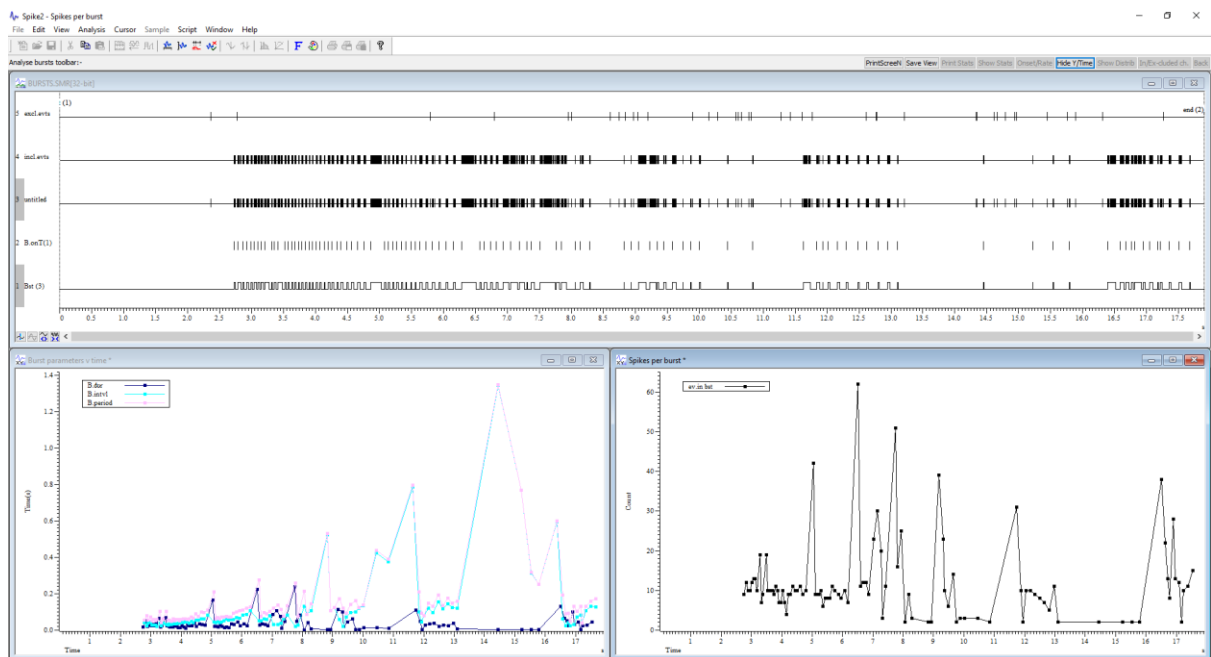 Spike2 - Spikes per burst
File Edit View Analysis Cursor Sample Script Window Help
Analyse bursts toolbar:-
PrintScreeN Save View Print Stats Show Stats Onset/Rate Hide Y/Time Show Distrib In/Ex-cluded ch. Back
BURSTS.SMR[32-bit]
: (1)
end (2)
5 excl.evts
4 incl.evts
3 untitled
2 B.onT(1)
1 Bst (3)
0 0.5 1.0 1.5 2.0 2.5 3.0 3.5 4.0 4.5 5.0 5.5 6.0 6.5 7.0 7.5 8.0 8.5 9.0 9.5 10.0 10.5 11.0 11.5 12.0 12.5 13.0 13.5 14.0 14.5 15.0 15.5 16.0 16.5 17.0 17.5 s
Burst parameters v time *
B.dur
B.intvl
B.period
1.4
1.2
1.0
0.8
0.6
0.4
0.2
0.0
Time(s)
1 2 3 4 5 6 7 8 9 10 11 12 13 14 15 16 17
Time s
Spikes per burst *
ev.in bst
60
50
40
30
20
10
0
Count
1 2 3 4 5 6 7 8 9 10 11 12 13 14 15 16 17
Time s